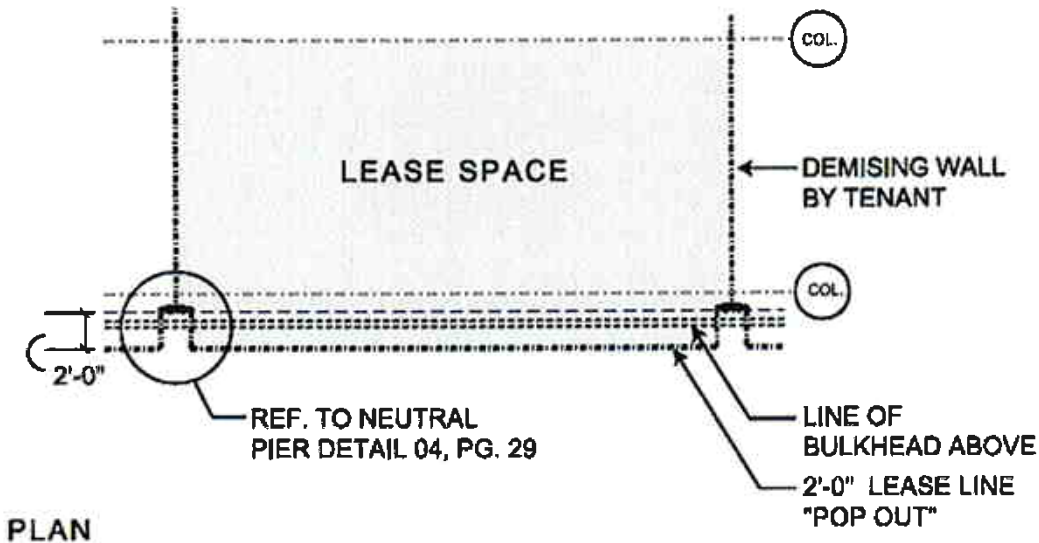 COL.
LEASE SPACE
DEMISING WALL
BY TENANT
COL.
2'-0"
REF. TO NEUTRAL
PIER DETAIL 04, PG. 29
LINE OF
BULKHEAD ABOVE
2'-0" LEASE LINE
"POP OUT"
PLAN